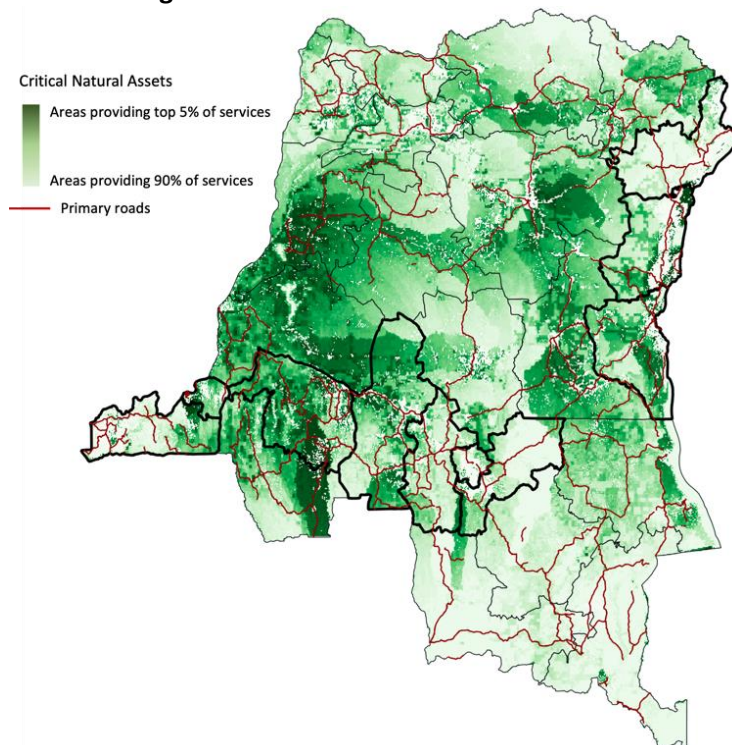 Critical Natural Assets
Areas providing top 5% of services
Areas providing 90% of services
Primary roads